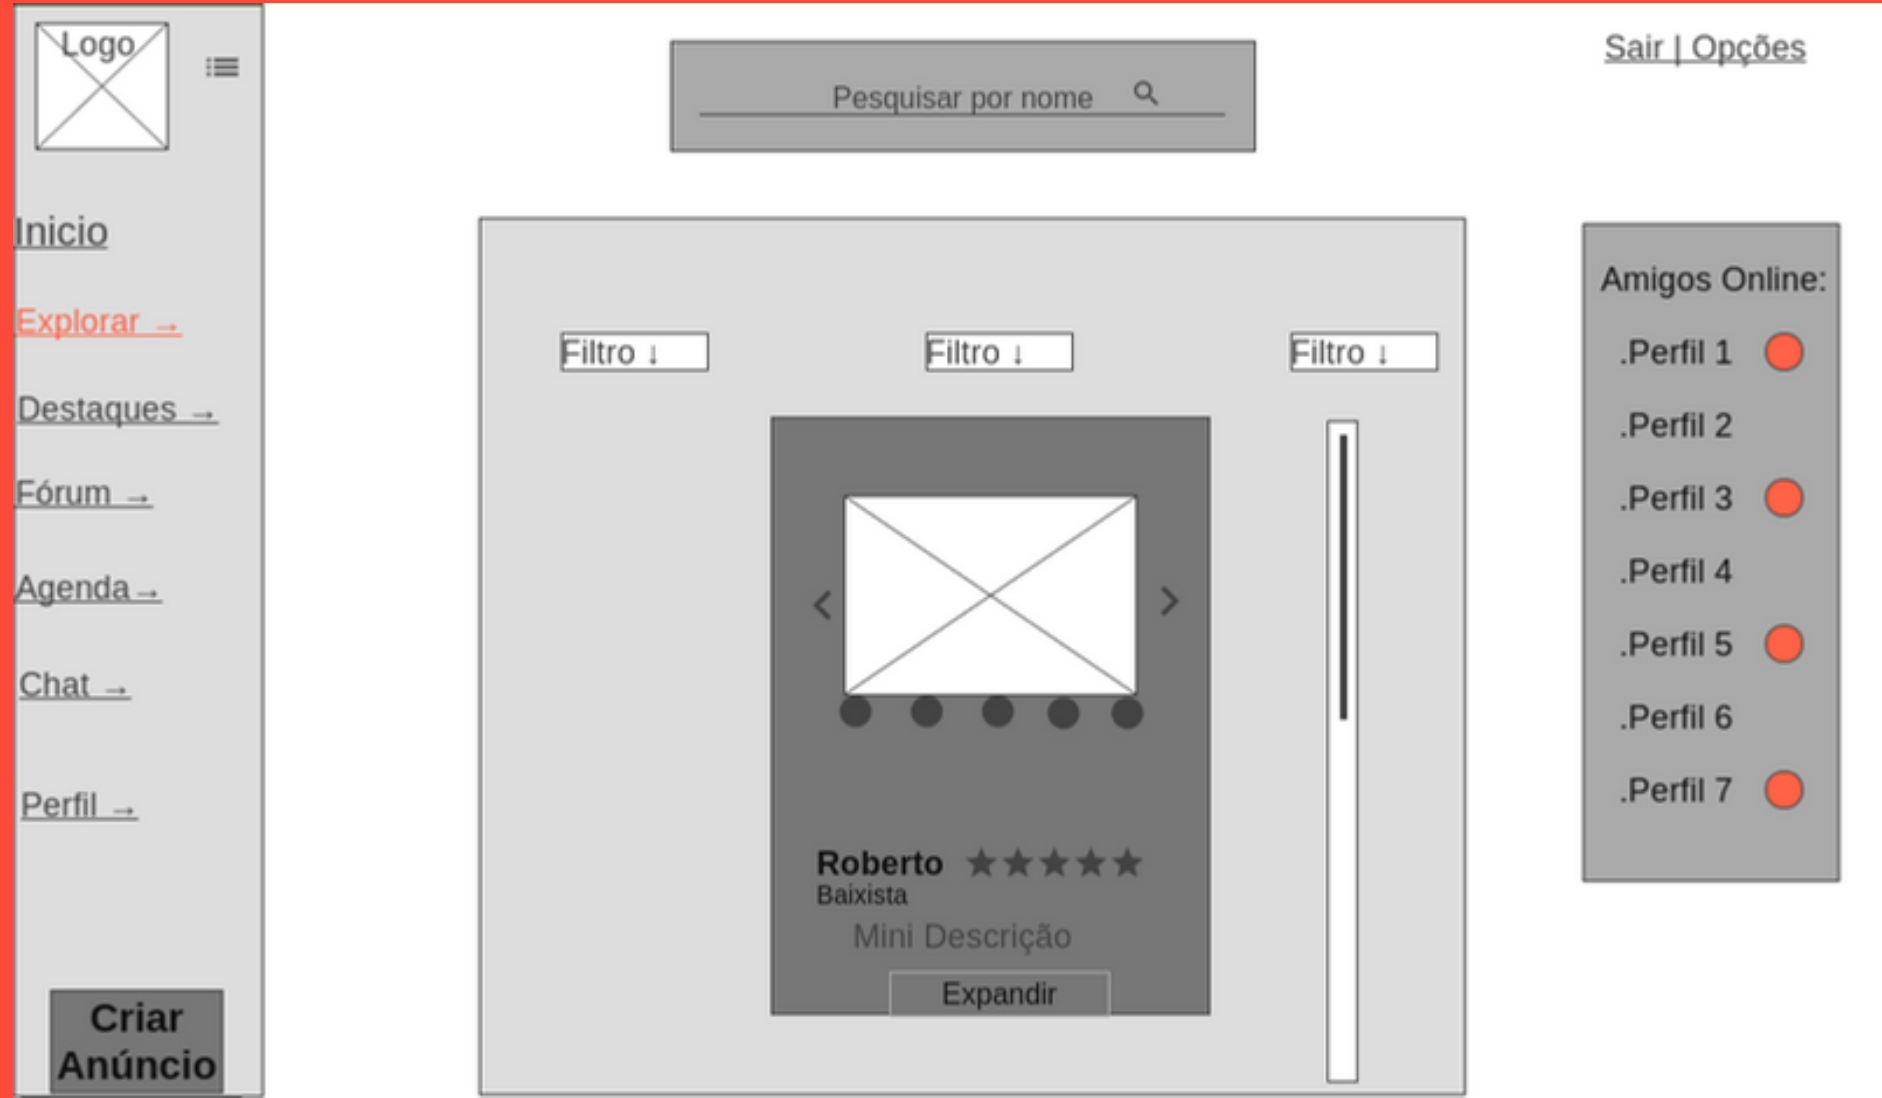 Logo
Inicio
Explorar →
Destaques →
Fórum →
Agenda→
Chat →
Perfil →
Criar
Anúncio
Pesquisar por nome
Sair | Opções
Filtro ↓
Filtro ↓
Filtro ↓
Roberto
Baixista
Mini Descrição
Expandir
Amigos Online:
.Perfil 1
.Perfil 2
.Perfil 3
.Perfil 4
.Perfil 5
.Perfil 6
.Perfil 7